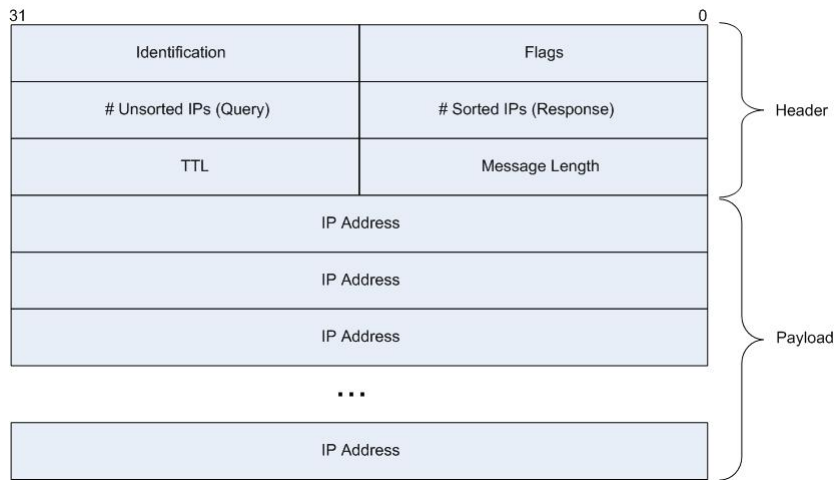 31 0
Identification Flags
# Unsorted IPs (Query) # Sorted IPs (Response)
Header
TTL Message Length
IP Address
IP Address
IP Address
Payload
...
IP Address